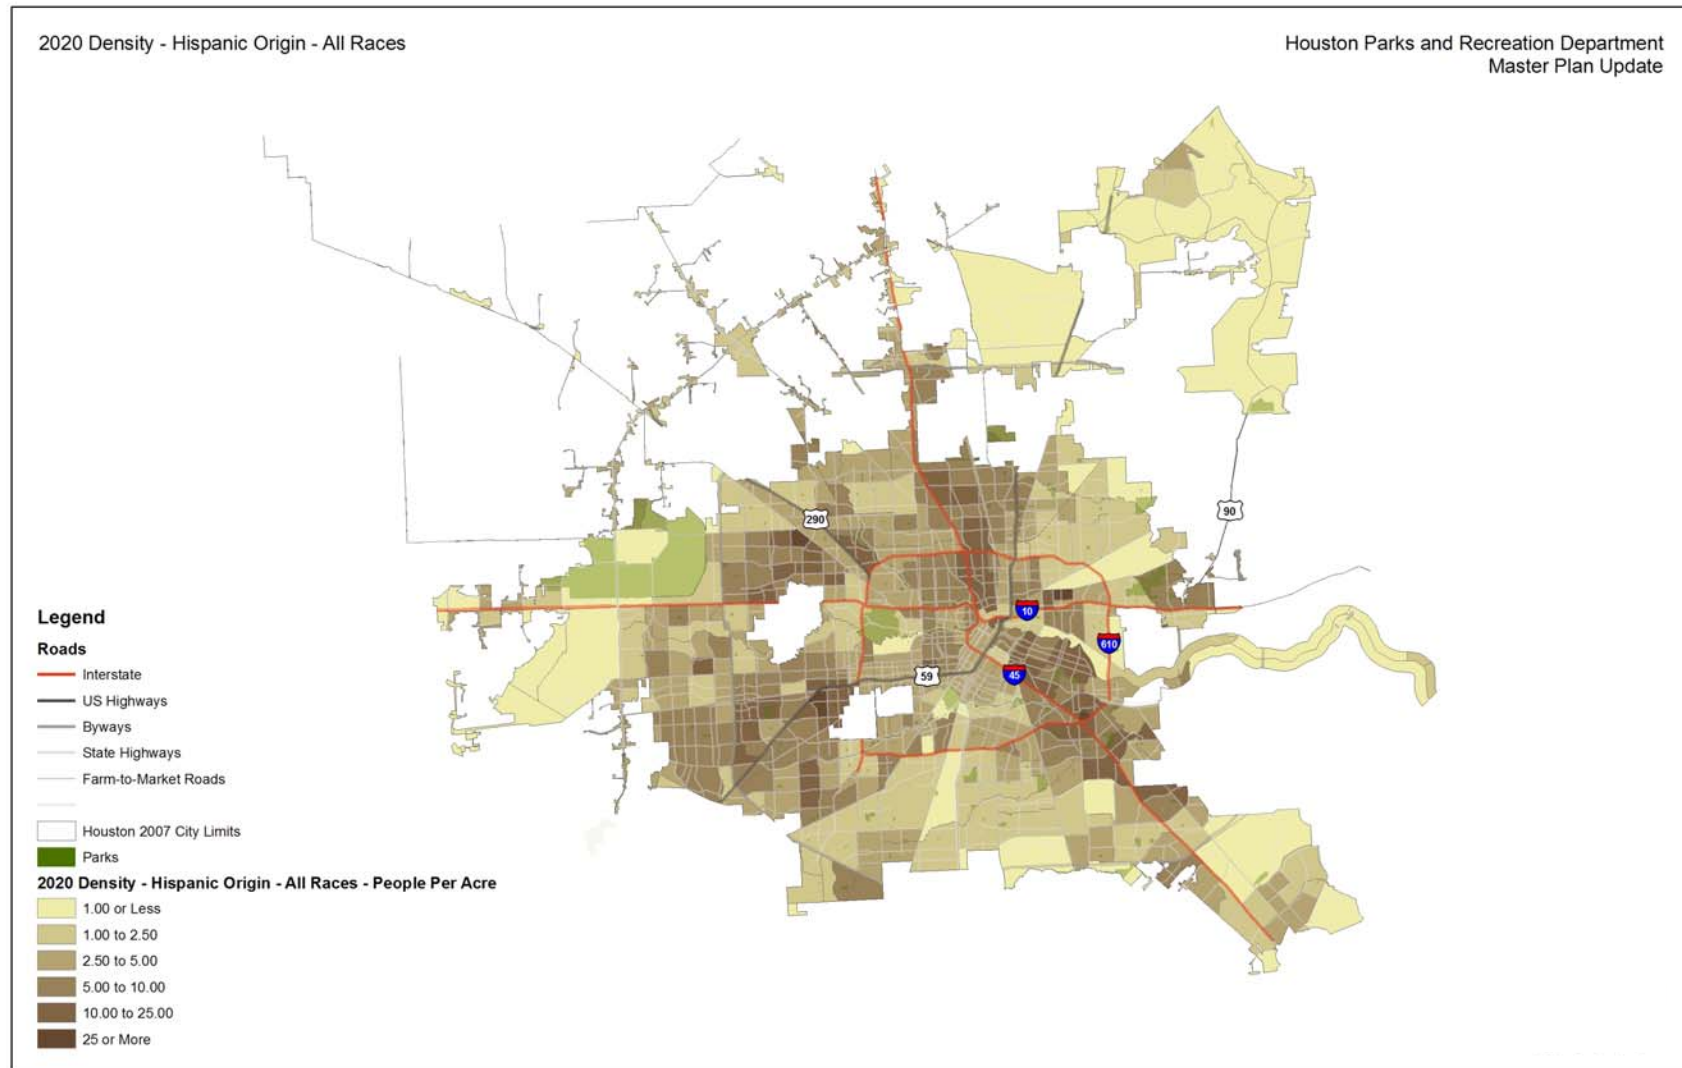 2020 Density - Hispanic Origin - All Races
Houston Parks and Recreation Department
Master Plan Update
290
90
10
610
59
45
Legend
Roads
Interstate
US Highways
Byways
State Highways
Farm-to-Market Roads
Houston 2007 City Limits
Parks
2020 Density - Hispanic Origin - All Races - People Per Acre
1.00 or Less
1.00 to 2.50
2.50 to 5.00
5.00 to 10.00
10.00 to 25.00
25 or More